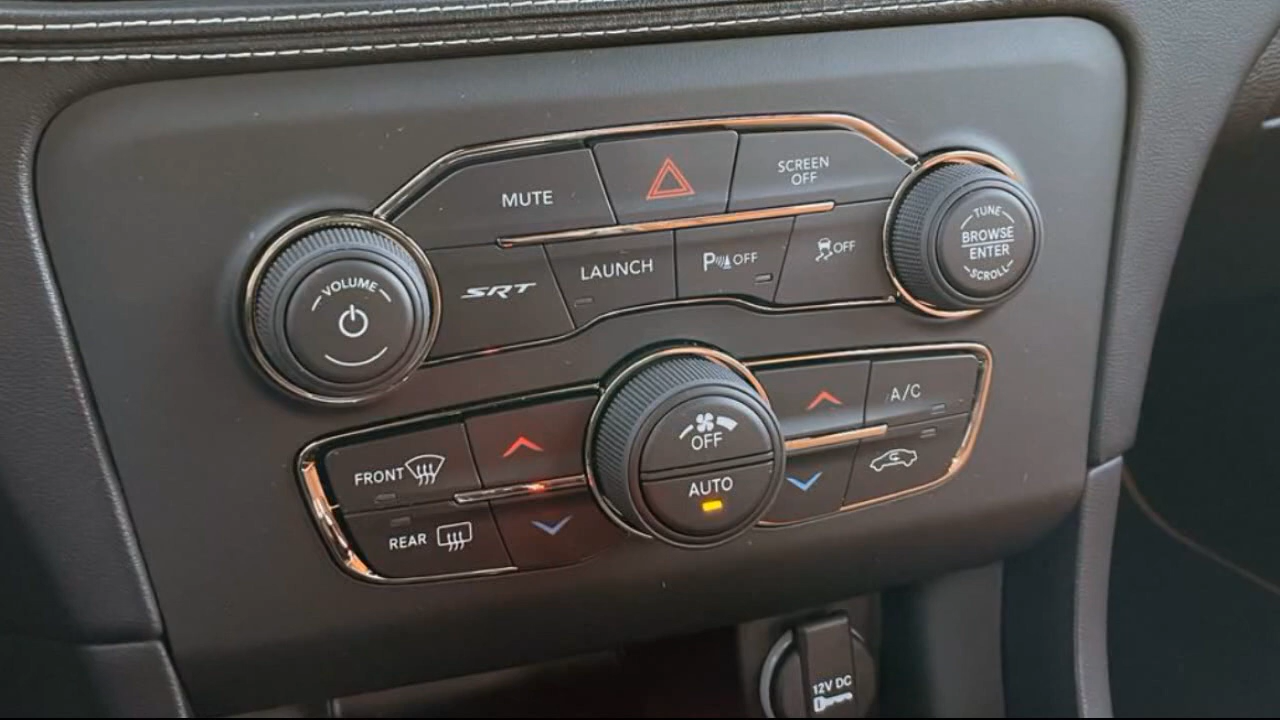 MUTE
SCREEN
OFF
VOLUME
SRT
LAUNCH
P OFF
OFF
TUNE
BROWSE
ENTER
SCROLL
FRONT
REAR
OFF
AUTO
A/C
12V DC